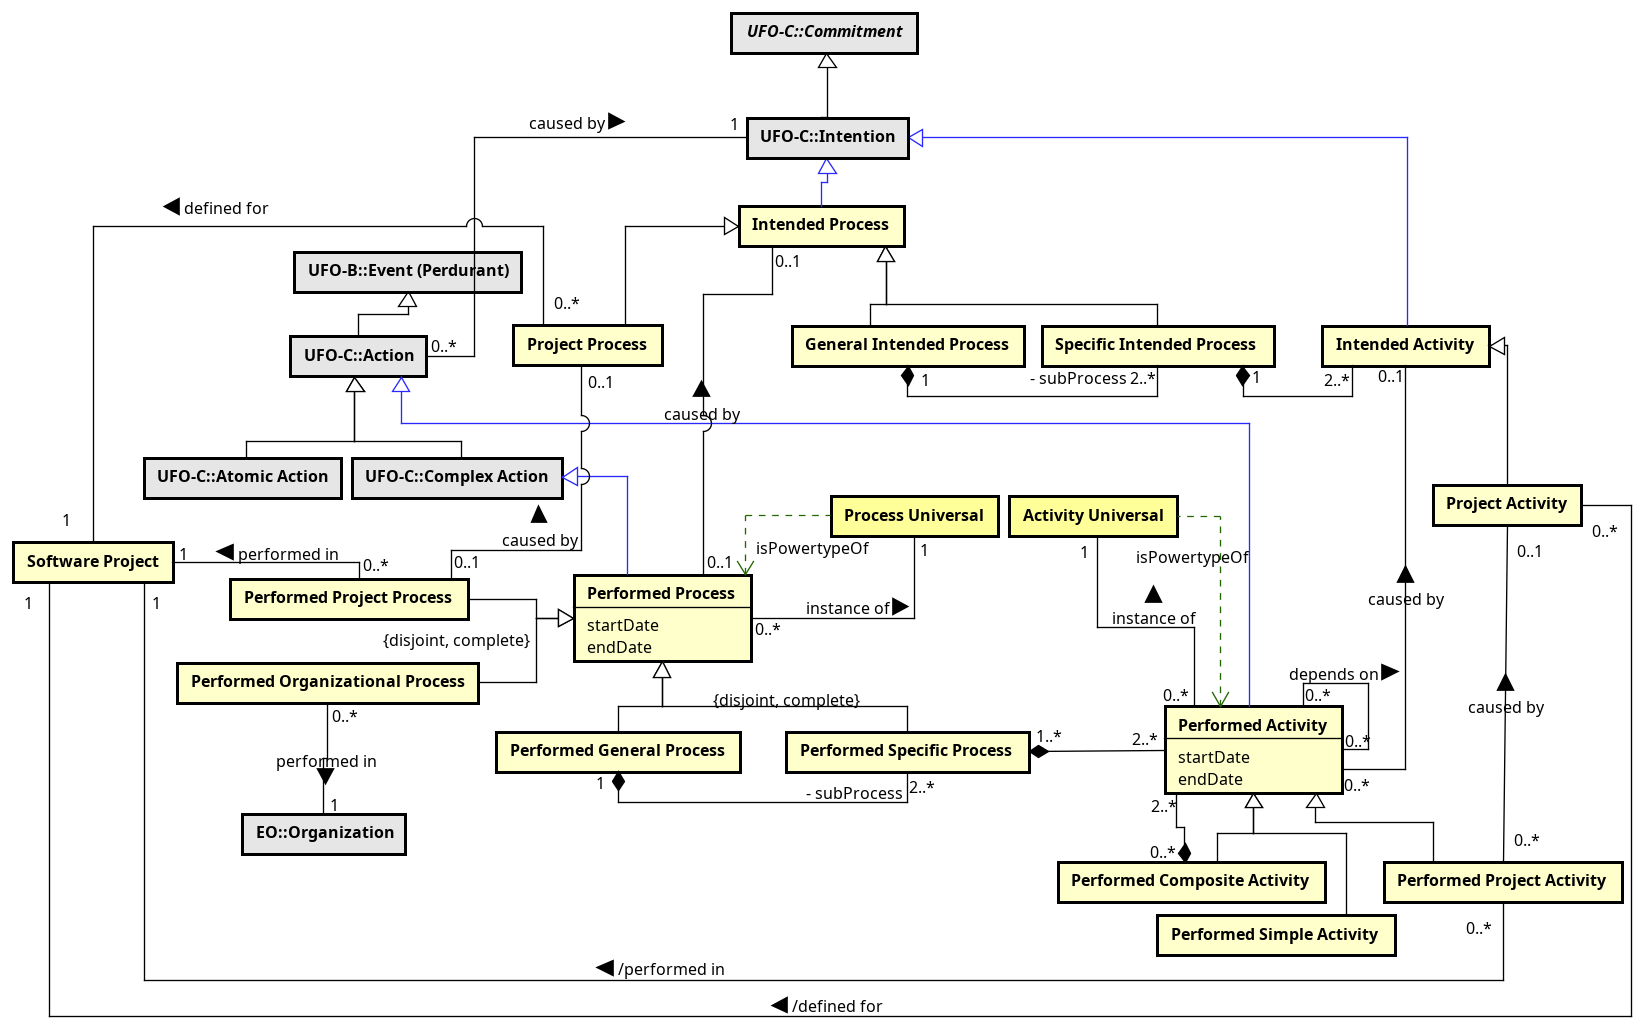 UFO-C::Commitment
caused by
1
UFO-C::Intention
defined for
Intended Process
0..1
UFO-B::Event (Perdurant)
0..*
UFO-C::Action
0..*
Project Process
General Intended Process
Specific Intended Process
Intended Activity
0..1
1
- subProcess 2..*
1
2..*
0..1
caused by
UFO-C::Atomic Action
UFO-C::Complex Action
Process Universal
Activity Universal
Project Activity
1
caused by
isPowertypeOf
1
1
isPowertypeOf
0..*
0..1
Software Project
1
performed in
0..*
0..1
0..1
1
1
Performed Project Process
Performed Process
startDate
endDate
instance of
0..*
instance of
caused by
{disjoint, complete}
Performed Organizational Process
0..*
depends on
0..*
0..*
caused by
{disjoint, complete}
Performed General Process
Performed Specific Process
1..*
2..*
Performed Activity
startDate
endDate
0..*
0..*
performed in
1
- subProcess
2..*
1
EO::Organization
2..*
0..*
0..*
Performed Composite Activity
Performed Project Activity
Performed Simple Activity
0..*
/performed in
/defined for